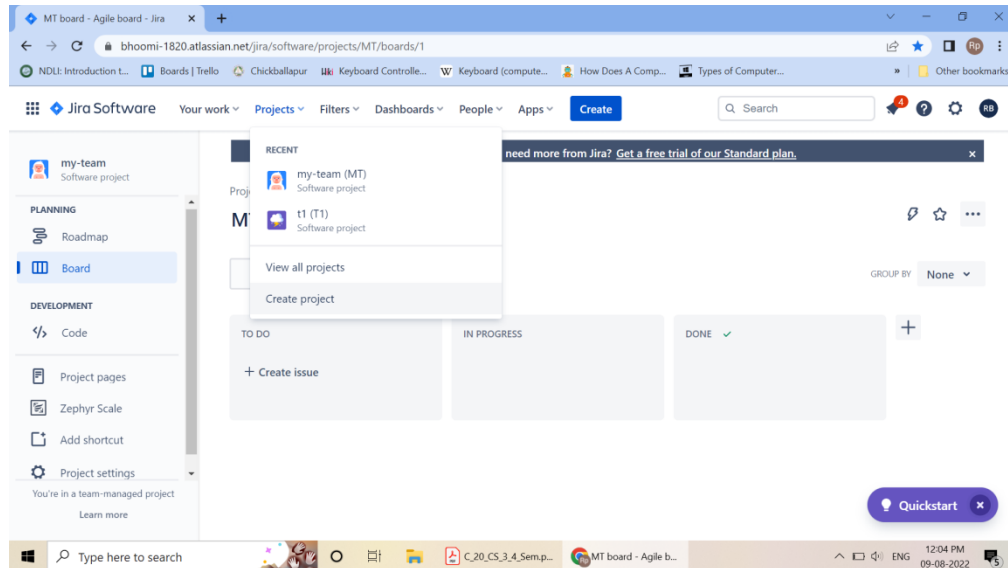 MT board - Agile board - Jira
bhoomi-1820.atlassian.net/jira/software/projects/MT/boards/1
Rp
NDLI: Introduction t...
Boards | Trello
Chickballapur
Keyboard Controlle...
Keyboard (compute...
How Does A Comp...
Types of Computer...
»
Other bookmarks
Jira Software
Your work
Projects
Filters
Dashboards
People
Apps
Create
Search
4
RB
need more from Jira? Get a free trial of our Standard plan.
my-team
Software project
PLANNING
Roadmap
Board
DEVELOPMENT
Code
Project pages
Zephyr Scale
Add shortcut
Project settings
You're in a team-managed project
Learn more
RECENT
my-team (MT)
Software project
t1 (T1)
Software project
View all projects
Create project
Proj
M
GROUP BY None
TO DO
IN PROGRESS
DONE
+ Create issue
Quickstart
Type here to search
C_20_CS_3_4_Sem.p...
MT board - Agile b...
ENG
12:04 PM
09-08-2022
5